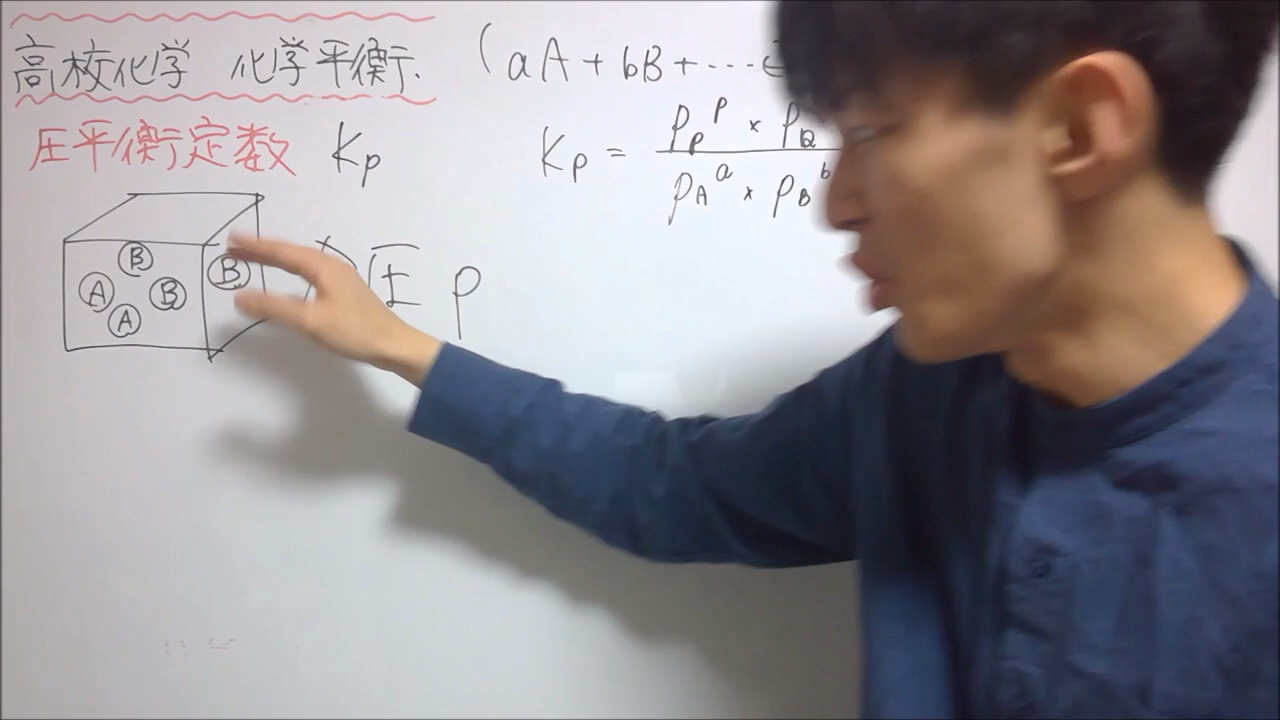 高校化学 化学平衡.
(aA + bB + ・・・
圧平衡定数 Kp
Kp = pP^p × pQ / pA^a × pB^b
B
A B
A
B
圧 p